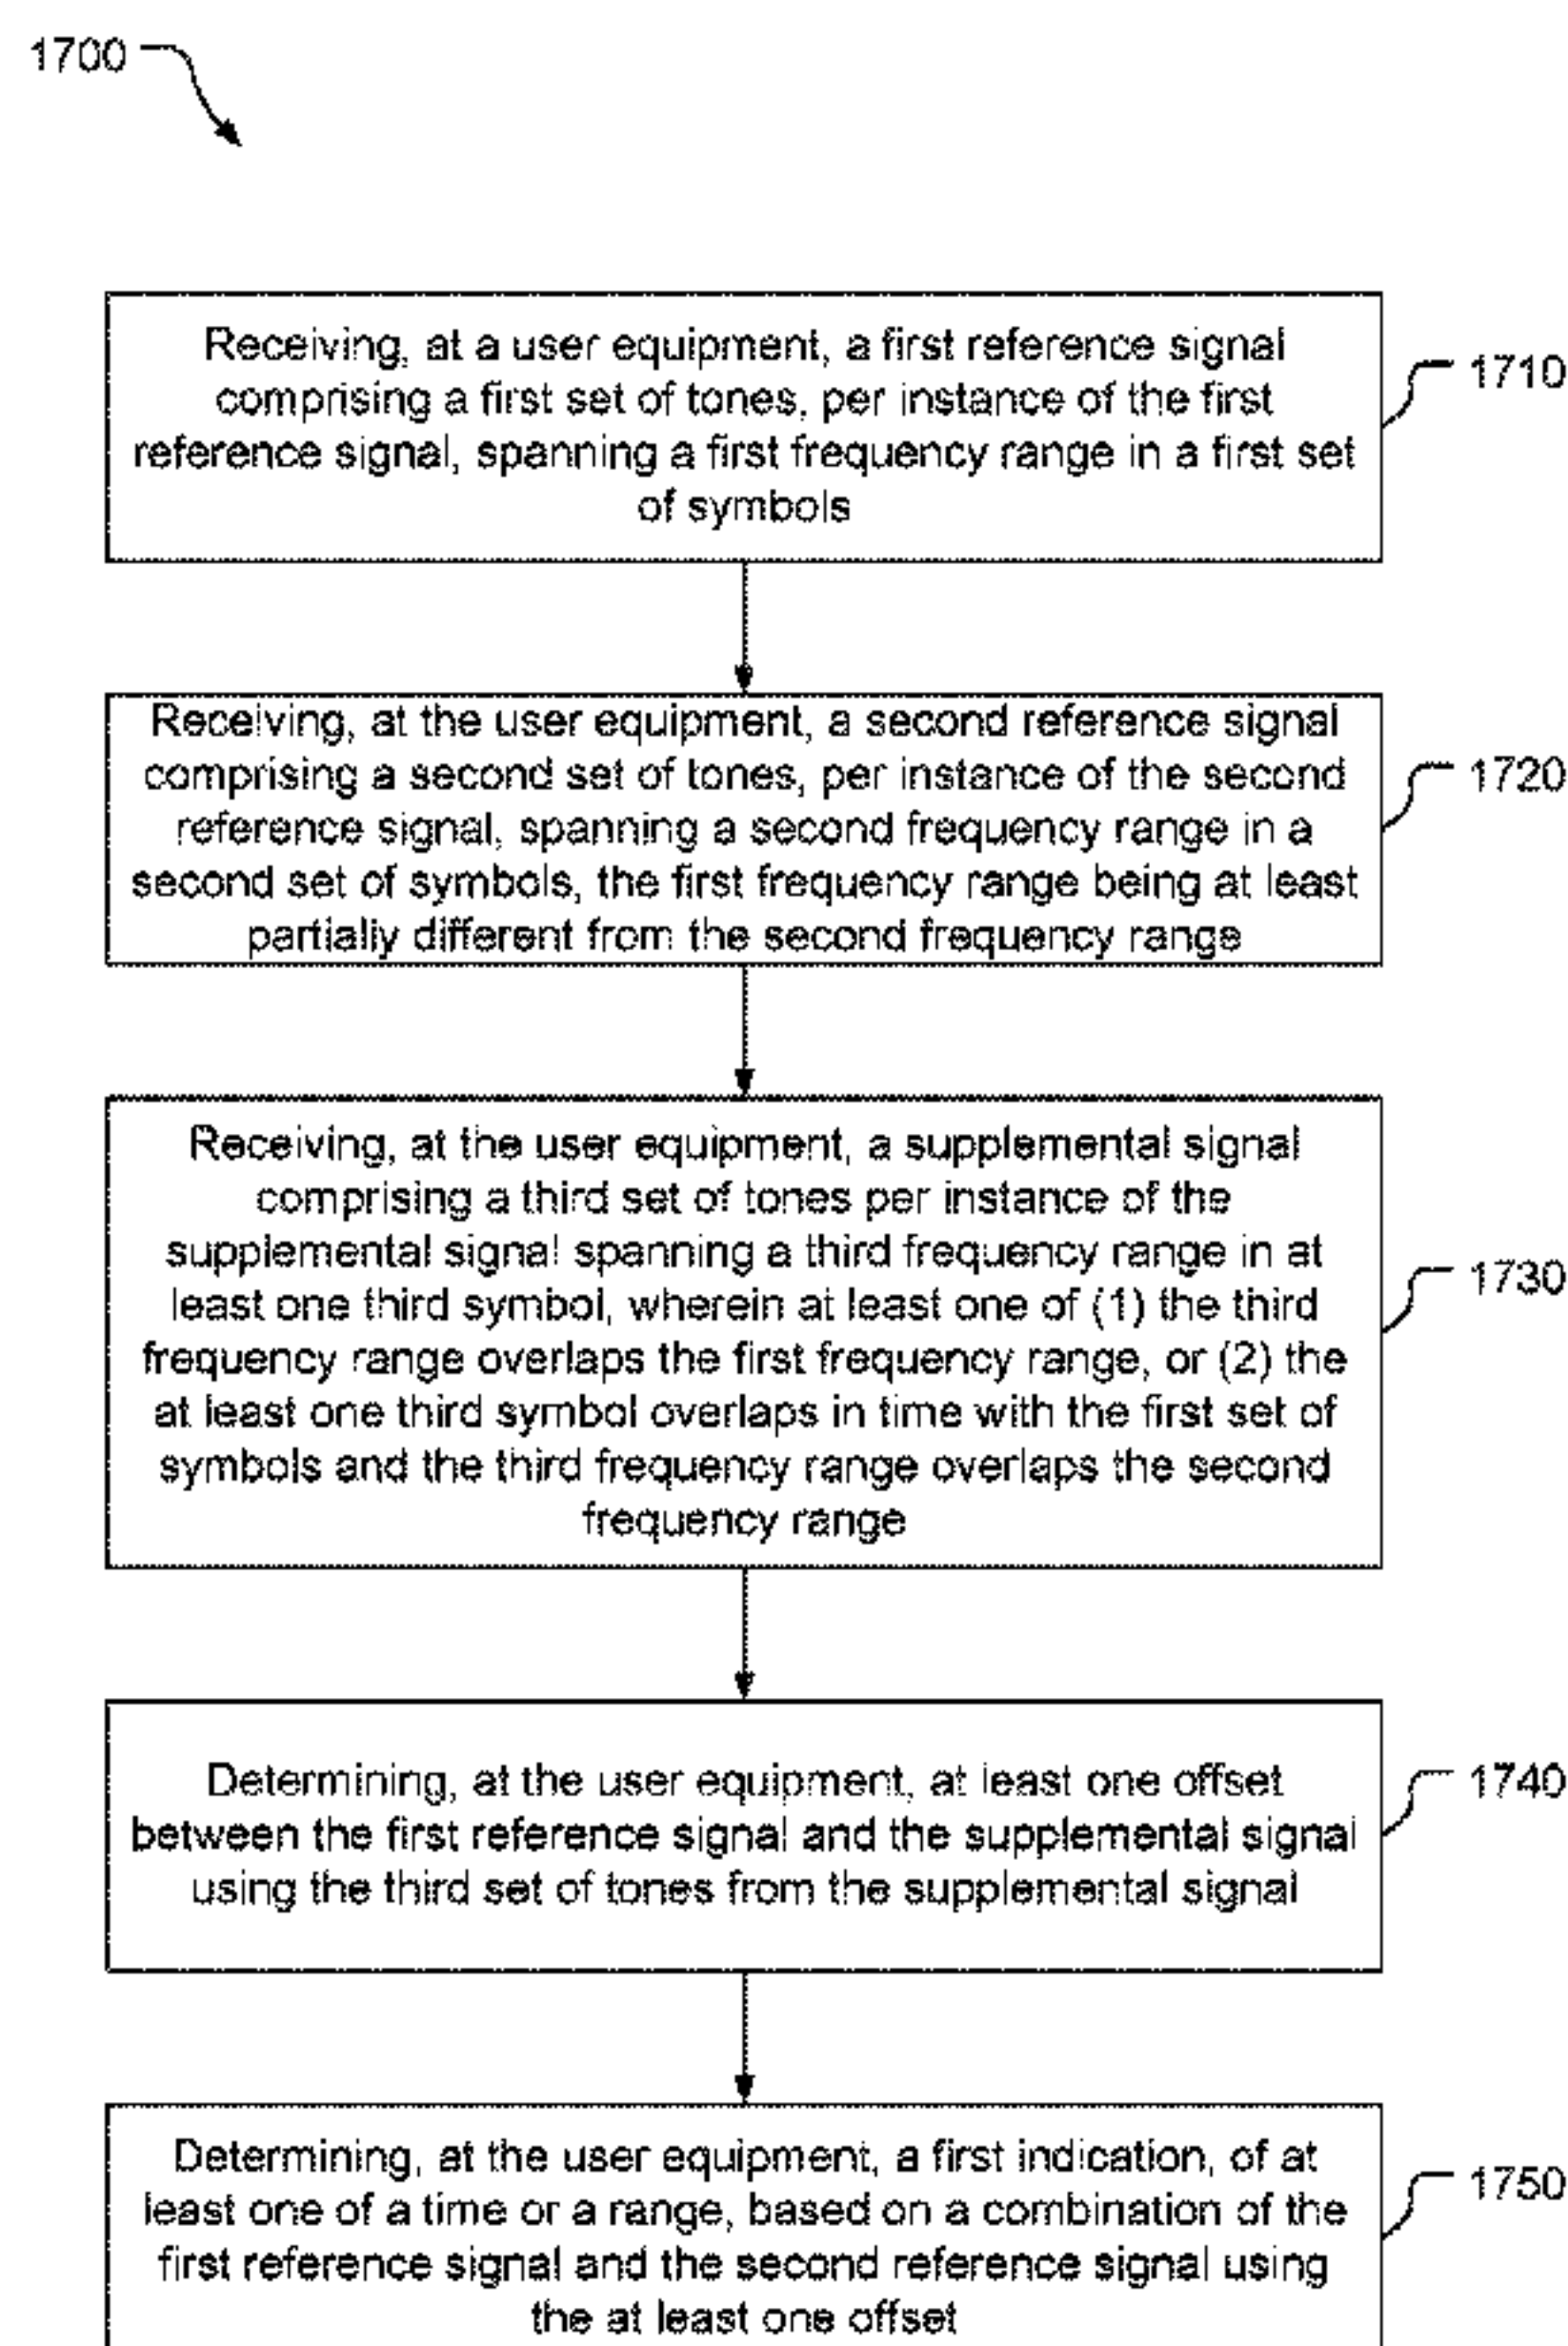 1700
Receiving, at a user equipment, a first reference signal
comprising a first set of tones, per instance of the first
reference signal, spanning a first frequency range in a first set
of symbols
1710
Receiving, at the user equipment, a second reference signal
comprising a second set of tones, per instance of the second
reference signal, spanning a second frequency range in a
second set of symbols, the first frequency range being at least
partially different from the second frequency range
1720
Receiving, at the user equipment, a supplemental signal
comprising a third set of tones per instance of the
supplemental signal spanning a third frequency range in at
least one third symbol, wherein at least one of (1) the third
frequency range overlaps the first frequency range, or (2) the
at least one third symbol overlaps in time with the first set of
symbols and the third frequency range overlaps the second
frequency range
1730
Determining, at the user equipment, at least one offset
between the first reference signal and the supplemental signal
using the third set of tones from the supplemental signal
1740
Determining, at the user equipment, a first indication, of at
least one of a time or a range, based on a combination of the
first reference signal and the second reference signal using
the at least one offset
1750